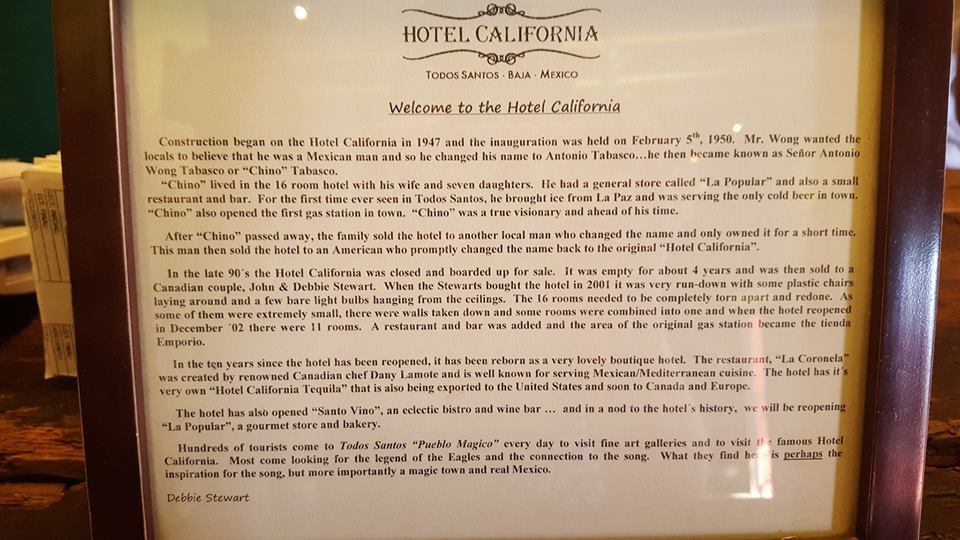 HOTEL CALIFORNIA
TODOS SANTOS · BAJA · MEXICO
Welcome to the Hotel California
Construction began on the Hotel California in 1947 and the inauguration was held on February 5th, 1950. Mr. Wong wanted the
locals to believe that he was a Mexican man and so he changed his name to Antonio Tabasco…he then became known as Señor Antonio
Wong Tabasco or “Chino” Tabasco.
“Chino” lived in the 16 room hotel with his wife and seven daughters. He had a general store called “La Popular” and also a small
restaurant and bar. For the first time ever seen in Todos Santos, he brought ice from La Paz and was serving the only cold beer in town.
“Chino” also opened the first gas station in town. “Chino” was a true visionary and ahead of his time.
After “Chino” passed away, the family sold the hotel to another local man who changed the name and only owned it for a short time.
This man then sold the hotel to an American who promptly changed the name back to the original “Hotel California”.
In the late 90´s the Hotel California was closed and boarded up for sale. It was empty for about 4 years and was then sold to a
Canadian couple, John & Debbie Stewart. When the Stewarts bought the hotel in 2001 it was very run-down with some plastic chairs
laying around and a few bare light bulbs hanging from the ceilings. The 16 rooms needed to be completely torn apart and redone. As
some of them were extremely small, there were walls taken down and some rooms were combined into one and when the hotel reopened
in December ´02 there were 11 rooms. A restaurant and bar was added and the area of the original gas station became the tienda
Emporio.
In the ten years since the hotel has been reopened, it has been reborn as a very lovely boutique hotel. The restaurant, “La Coronela”
was created by renowned Canadian chef Dany Lamote and is well known for serving Mexican/Mediterranean cuisine. The hotel has it´s
very own “Hotel California Tequila” that is also being exported to the United States and soon to Canada and Europe.
The hotel has also opened “Santo Vino”, an eclectic bistro and wine bar … and in a nod to the hotel´s history, we will be reopening
“La Popular”, a gourmet store and bakery.
Hundreds of tourists come to Todos Santos “Pueblo Magico” every day to visit fine art galleries and to visit the famous Hotel
California. Most come looking for the legend of the Eagles and the connection to the song. What they find here is perhaps the
inspiration for the song, but more importantly a magic town and real Mexico.
Debbie Stewart